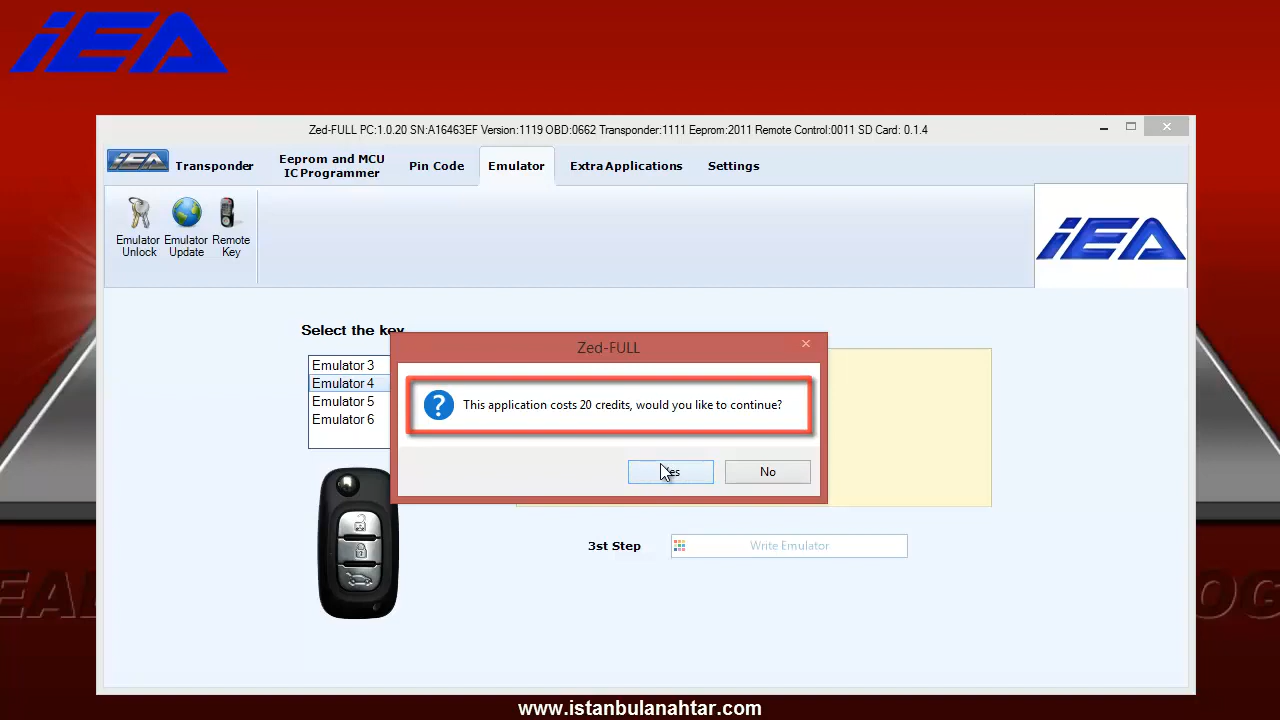 iEA
Zed-FULL PC:1.0.20 SN:A16463EF Version:1119 OBD:0662 Transponder:1111 Eeprom:2011 Remote Control:0011 SD Card: 0.1.4
iEA
Transponder
Eeprom and MCU
IC Programmer
Pin Code
Emulator
Extra Applications
Settings
Emulator
Unlock
Emulator
Update
Remote
Key
iEA
Select the key
Emulator 3
Emulator 4
Emulator 5
Emulator 6
Zed-FULL
This application costs 20 credits, would you like to continue?
Yes
No
3st Step
Write Emulator
www.istanbulanahtar.com